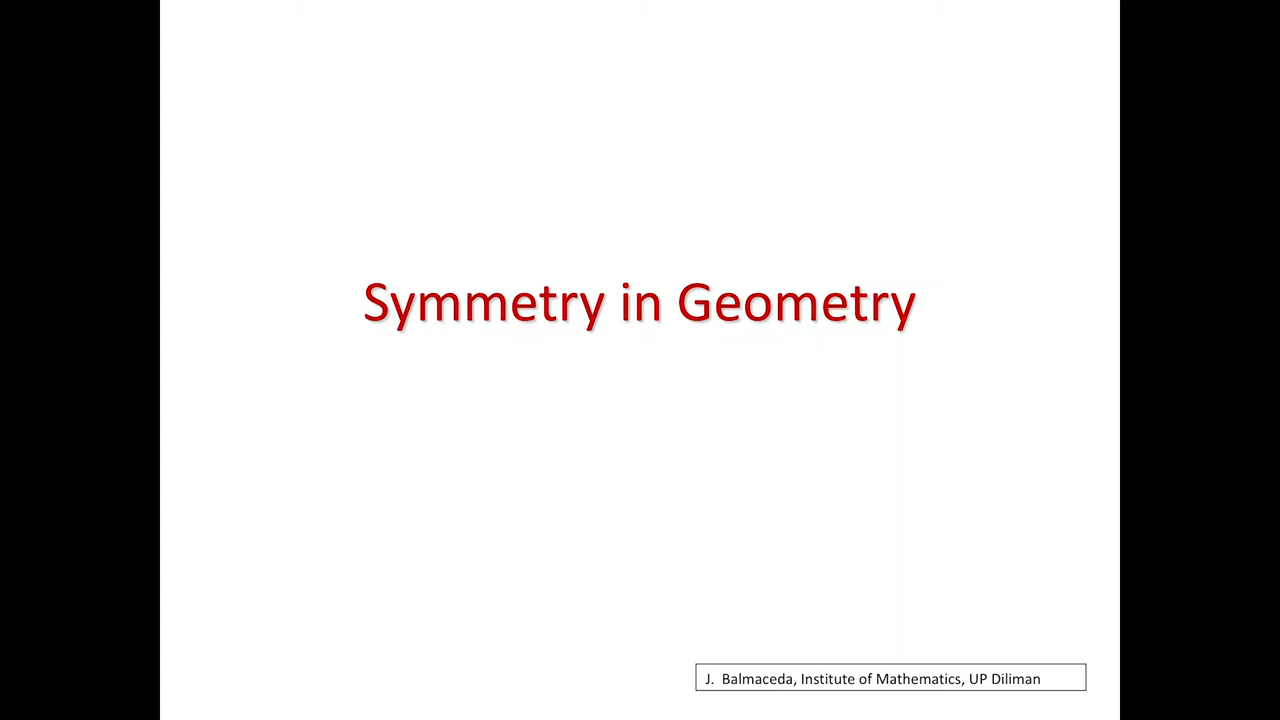 Symmetry in Geometry
J. Balmaceda, Institute of Mathematics, UP Diliman